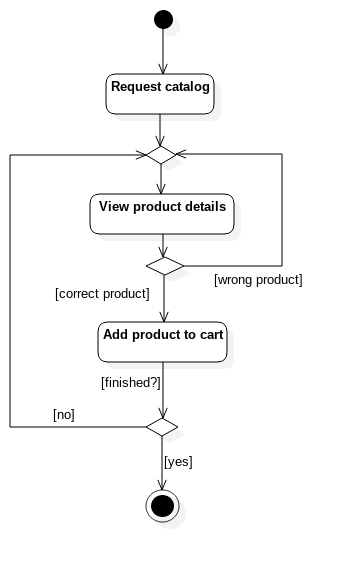 Request catalog
View product details
[wrong product]
[correct product]
Add product to cart
[finished?]
[no]
[yes]